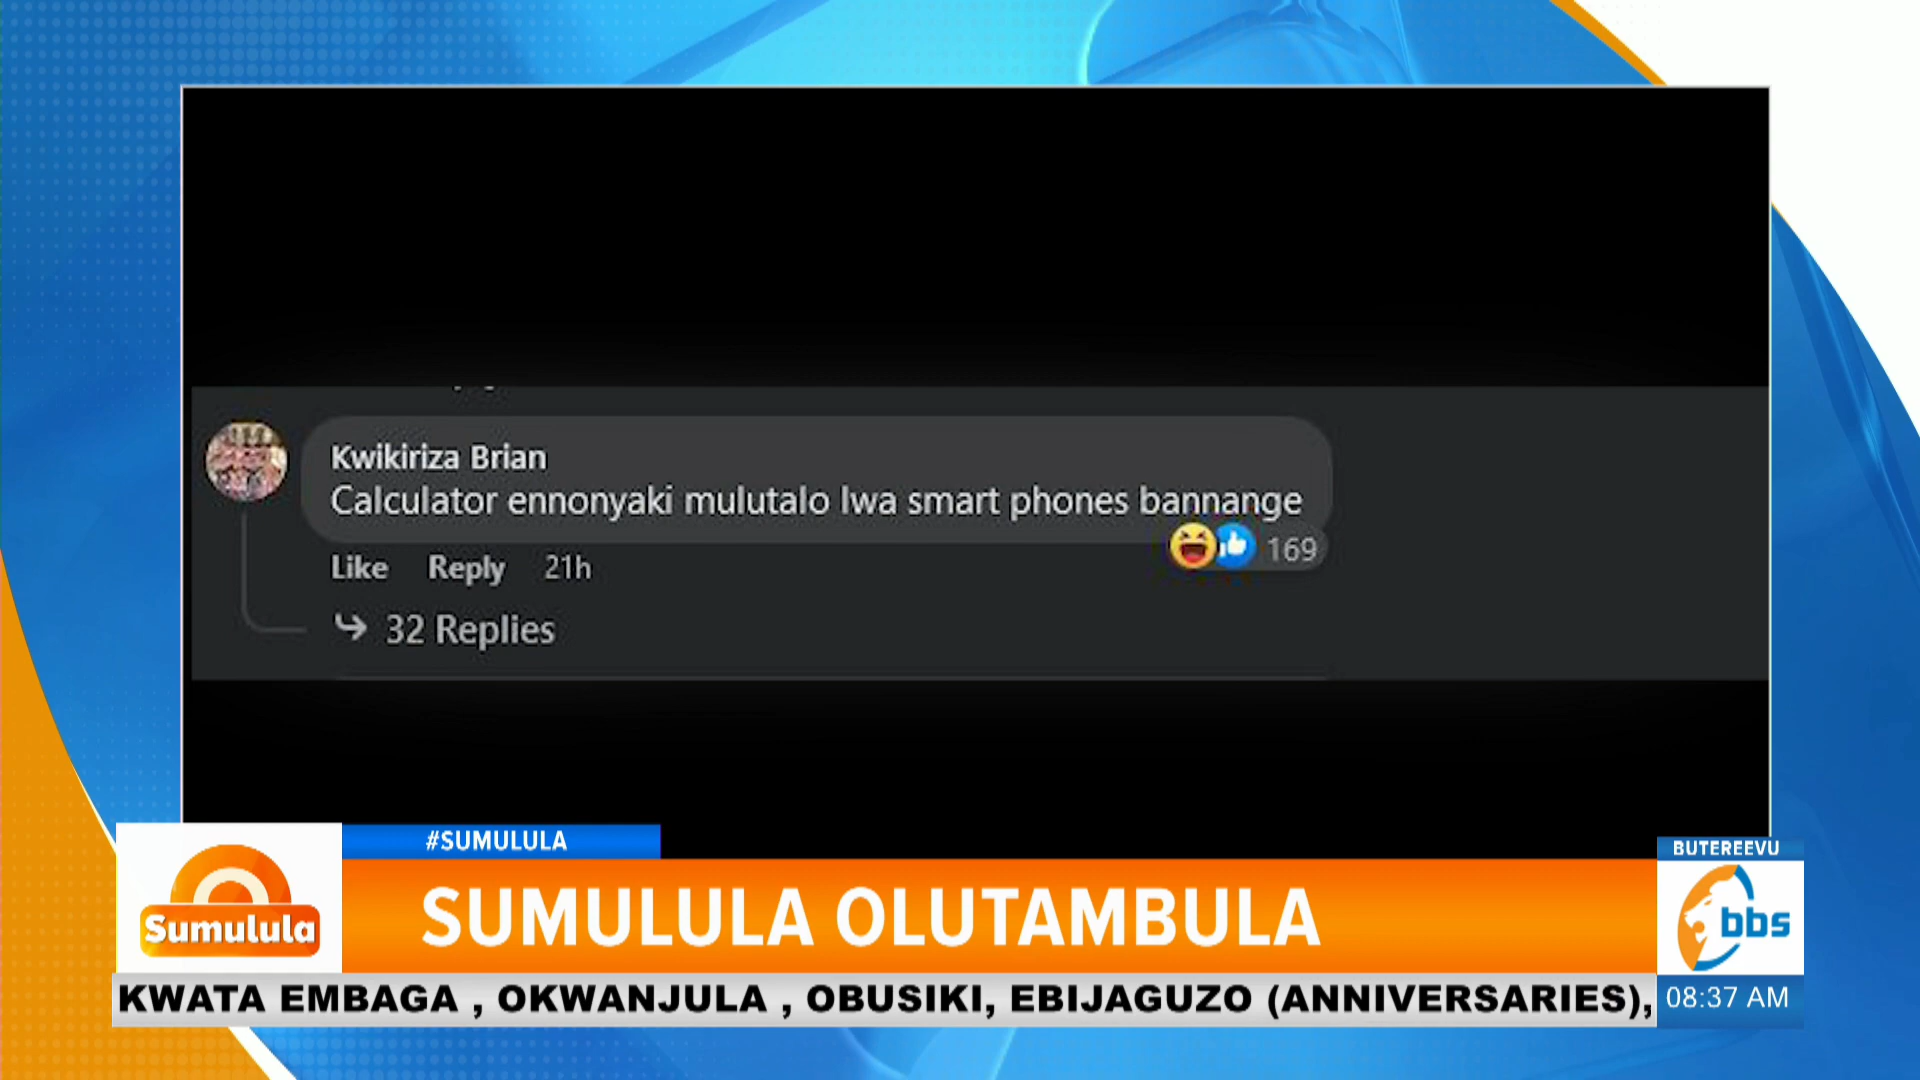 Kwikiriza Brian
Calculator ennonyaki mulutalo lwa smart phones bannange
169
Like Reply 21h
32 Replies
#SUMULULA
SUMULULA OLUTAMBULA
Sumulula
BUTEREEVU
bbs
KWATA EMBAGA , OKWANJULA , OBUSIKI, EBIJAGUZO (ANNIVERSARIES),
08:37 AM